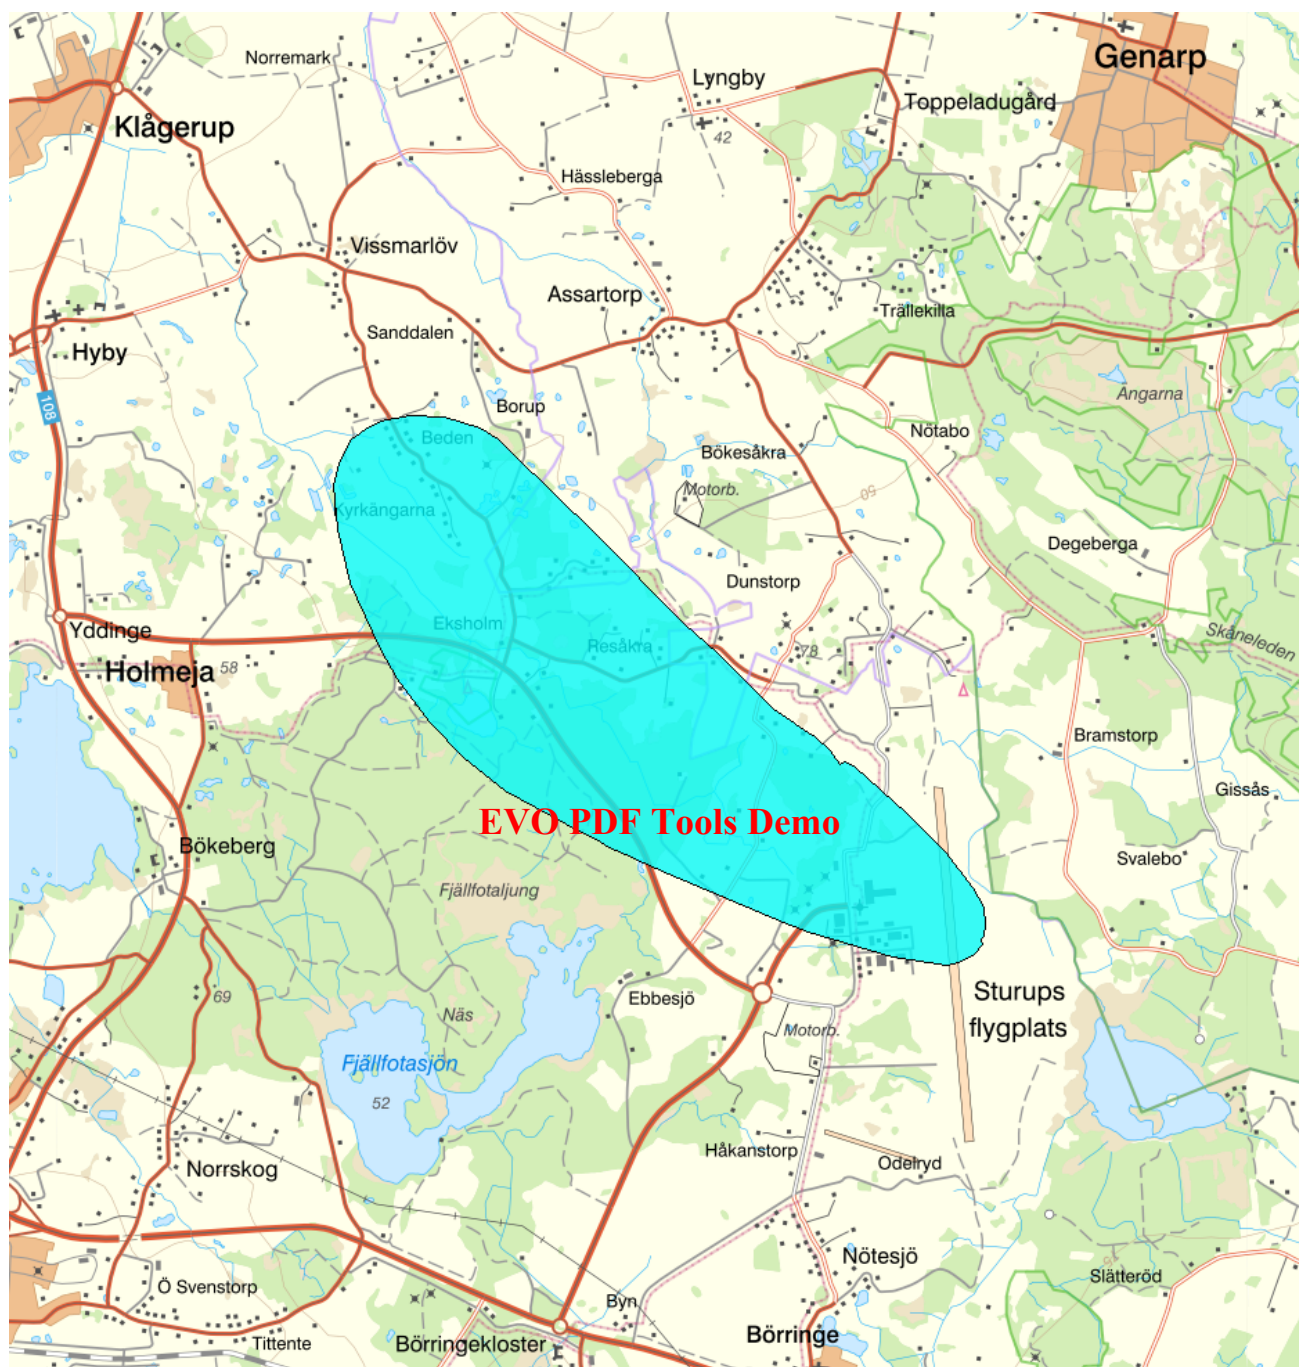 Genarp
Norremark
Lyngby
Toppeladugård
Klågerup
42
Hässleberga
Vissmarlöv
Assartorp
Trällekilla
Sanddalen
Hyby
Angarna
108
Borup
Beden
Nötabo
Bökesåkra
Motorb.
50
Kyrkängarna
Degeberga
Dunstorp
Eksholm
Yddinge
Resåkra
Skåneleden
78
Holmeja
58
Bramstorp
Gissås
EVO PDF Tools Demo
Bökeberg
Svalebo
Fjällfotaljung
Sturups
flygplats
69
Ebbesjö
Näs
Motorb.
Fjällfotasjön
52
Håkanstorp
Odelryd
Norrskog
Nötesjö
Slätteröd
Ö Svenstorp
Byn
Börringe
Tittente
Börringekloster